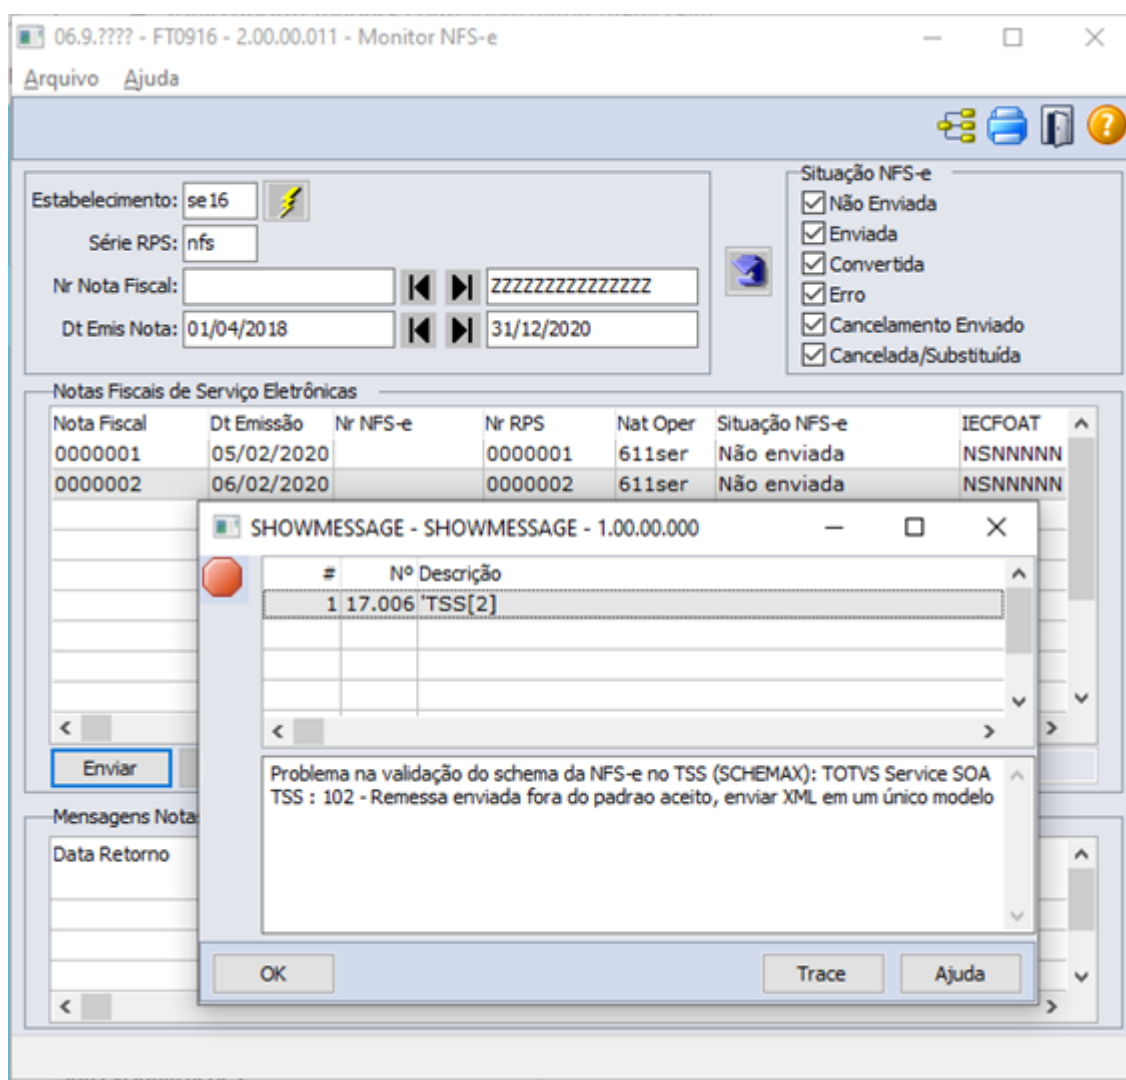 06.9.???? - FT0916 - 2.00.00.011 - Monitor NFS-e
Arquivo Ajuda
Estabelecimento: se16
Série RPS: nfs
Nr Nota Fiscal: ZZZZZZZZZZZZZZZZ
Dt Emis Nota: 01/04/2018 31/12/2020
Situação NFS-e
Não Enviada
Enviada
Convertida
Erro
Cancelamento Enviado
Cancelada/Substituída
Notas Fiscais de Serviço Eletrônicas
Nota Fiscal Dt Emissão Nr NFS-e Nr RPS Nat Oper Situação NFS-e IECFOAT
0000001 05/02/2020 0000001 611ser Não enviada NSNNNNN
0000002 06/02/2020 0000002 611ser Não enviada NSNNNNN
SHOWMESSAGE - SHOWMESSAGE - 1.00.00.000
# Nº Descrição
1 17.006 'TSS[2]
Problema na validação do schema da NFS-e no TSS (SCHEMAX): TOTVS Service SOA
TSS : 102 - Remessa enviada fora do padrao aceito, enviar XML em um único modelo
OK Trace Ajuda
Enviar
Mensagens Nota
Data Retorno